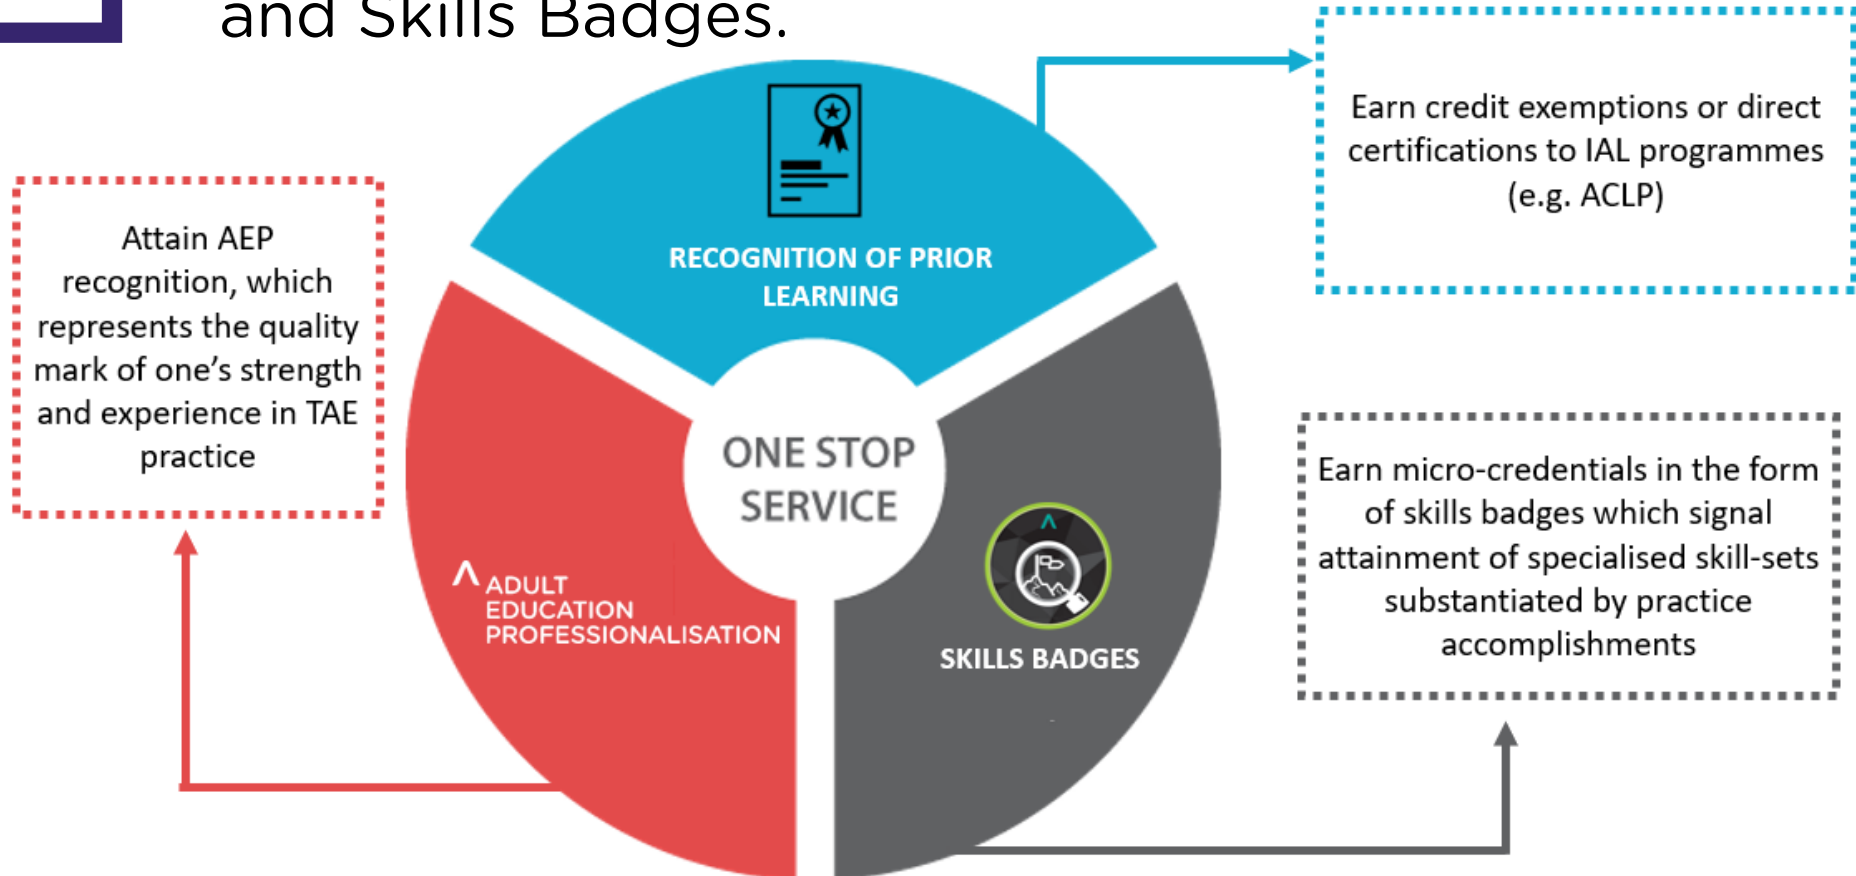 and Skills Badges.
RECOGNITION OF PRIOR
LEARNING
Earn credit exemptions or direct
certifications to IAL programmes
(e.g. ACLP)
Attain AEP
recognition, which
represents the quality
mark of one’s strength
and experience in TAE
practice
ONE STOP
SERVICE
ADULT
EDUCATION
PROFESSIONALISATION
SKILLS BADGES
Earn micro-credentials in the form
of skills badges which signal
attainment of specialised skill-sets
substantiated by practice
accomplishments